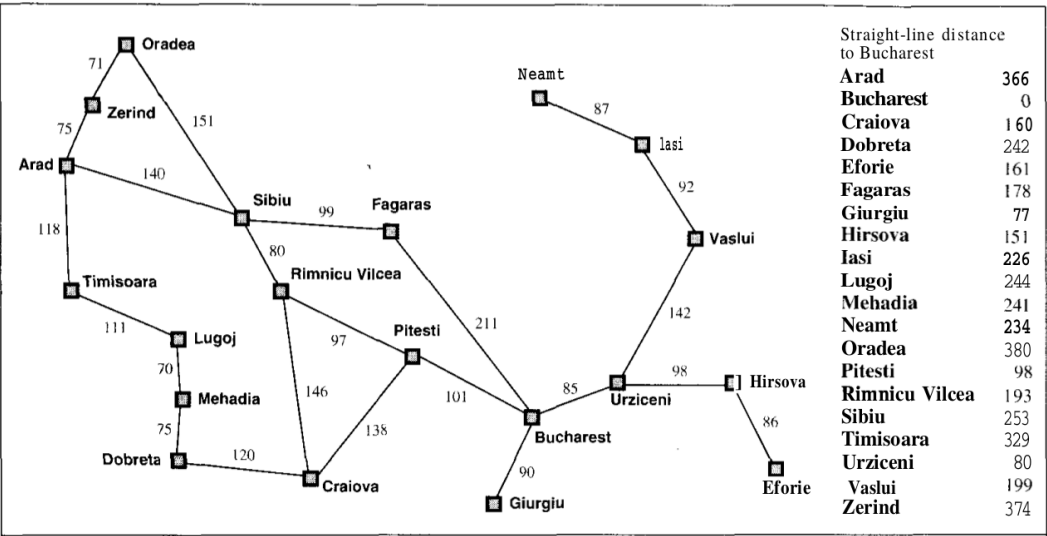 Oradea
71
Neamt
Zerind
87
151
75
Iasi
Arad
140
92
Sibiu
Fagaras
99
118
Vaslui
80
Rimnicu Vilcea
Timisoara
142
211
111
Pitesti
Lugoj
97
98
Hirsova
70
85
146
101
Urziceni
Mehadia
86
138
Bucharest
75
120
90
Dobreta
Craiova
Eforie
Giurgiu
Straight-line distance
to Bucharest
Arad 366
Bucharest 0
Craiova 160
Dobreta 242
Eforie 161
Fagaras 178
Giurgiu 77
Hirsova 151
Iasi 226
Lugoj 244
Mehadia 241
Neamt 234
Oradea 380
Pitesti 98
Rimnicu Vilcea 193
Sibiu 253
Timisoara 329
Urziceni 80
Vaslui 199
Zerind 374